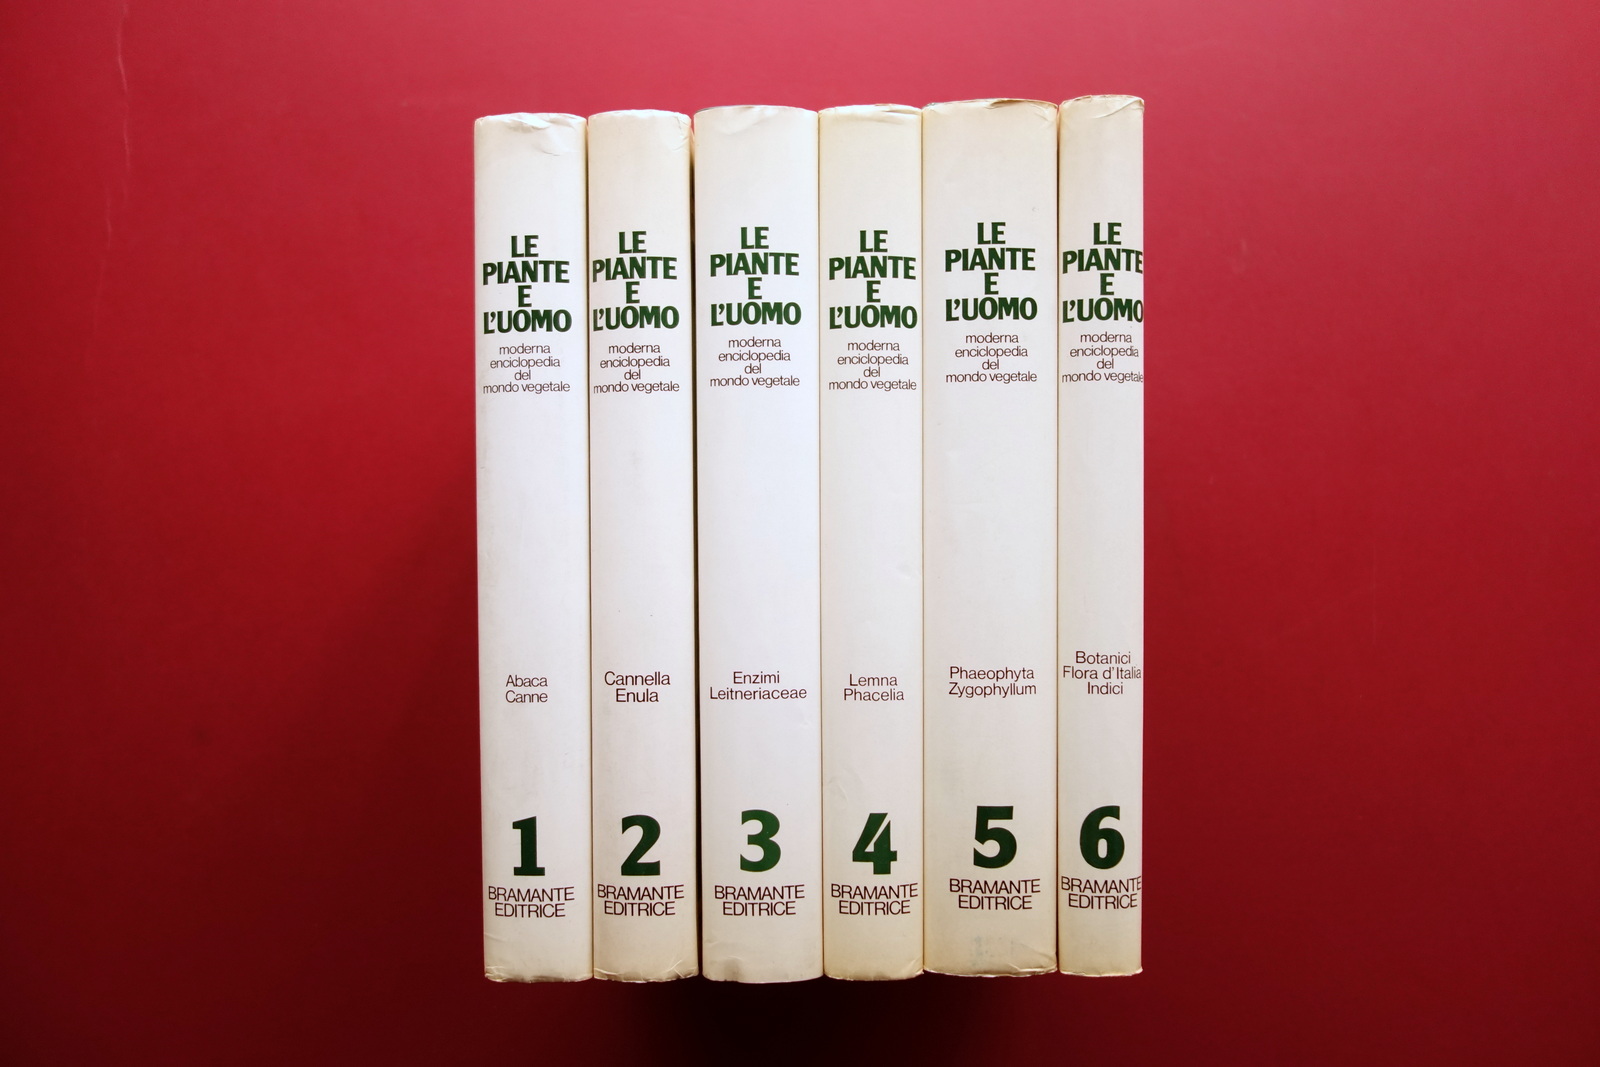 LE
PIANTE
E
L'UOMO
moderna
enciclopedia
del
mondo vegetale
Abaca
Canne
1
BRAMANTE
EDITRICE
LE
PIANTE
E
L'UOMO
moderna
enciclopedia
del
mondo vegetale
Cannella
Enula
2
BRAMANTE
EDITRICE
LE
PIANTE
E
L'UOMO
moderna
enciclopedia
del
mondo vegetale
Enzimi
Leitneriaceae
3
BRAMANTE
EDITRICE
LE
PIANTE
E
L'UOMO
moderna
enciclopedia
del
mondo vegetale
Lemna
Phacelia
4
BRAMANTE
EDITRICE
LE
PIANTE
E
L'UOMO
moderna
enciclopedia
del
mondo vegetale
Phaeophyta
Zygophyllum
5
BRAMANTE
EDITRICE
LE
PIANTE
E
L'UOMO
moderna
enciclopedia
del
mondo vegetale
Botanici
Flora d'Italia
Indici
6
BRAMANTE
EDITRICE